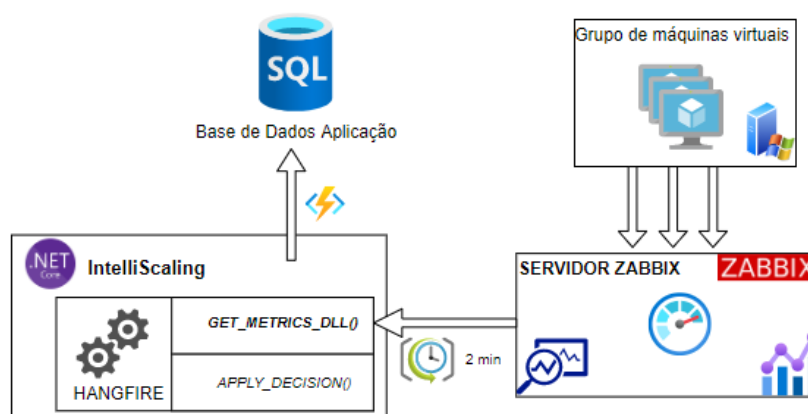 SQL
Base de Dados Aplicação
Grupo de máquinas virtuais
.NET
Core
IntelliScaling
HANGFIRE
GET_METRICS_DLL()
APPLY_DECISION()
2 min
SERVIDOR ZABBIX
ZABBIX